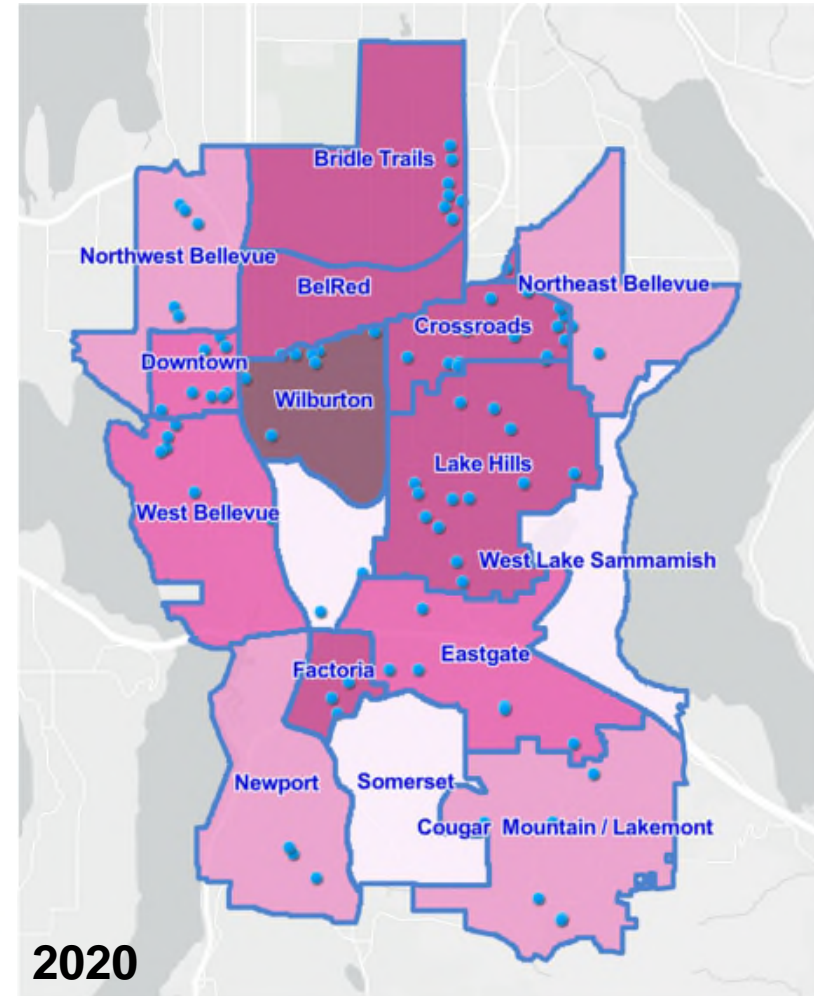 Bridle Trails
Northwest Bellevue
BelRed
Northeast Bellevue
Crossroads
Downtown
Wilburton
Lake Hills
West Bellevue
West Lake Sammamish
Eastgate
Factoria
Newport
Somerset
Cougar Mountain / Lakemont
2020